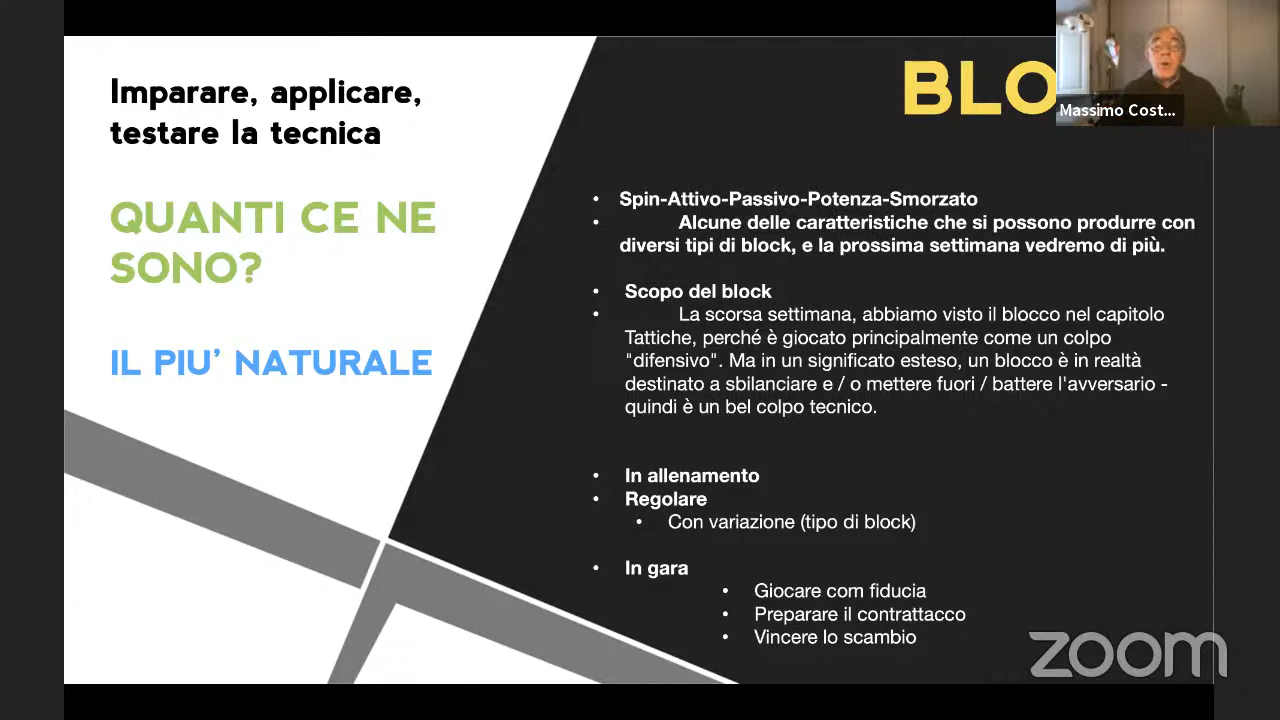 Imparare, applicare,
testare la tecnica
QUANTI CE NE
SONO?
IL PIU’ NATURALE
BLO
Massimo Cost...
• Spin-Attivo-Passivo-Potenza-Smorzato
• Alcune delle caratteristiche che si possono produrre con
diversi tipi di block, e la prossima settimana vedremo di più.
• Scopo del block
• La scorsa settimana, abbiamo visto il blocco nel capitolo
Tattiche, perché è giocato principalmente come un colpo
"difensivo". Ma in un significato esteso, un blocco è in realtà
destinato a sbilanciare e / o mettere fuori / battere l'avversario -
quindi è un bel colpo tecnico.
• In allenamento
• Regolare
• Con variazione (tipo di block)
• In gara
• Giocare com fiducia
• Preparare il contrattacco
• Vincere lo scambio
zoom